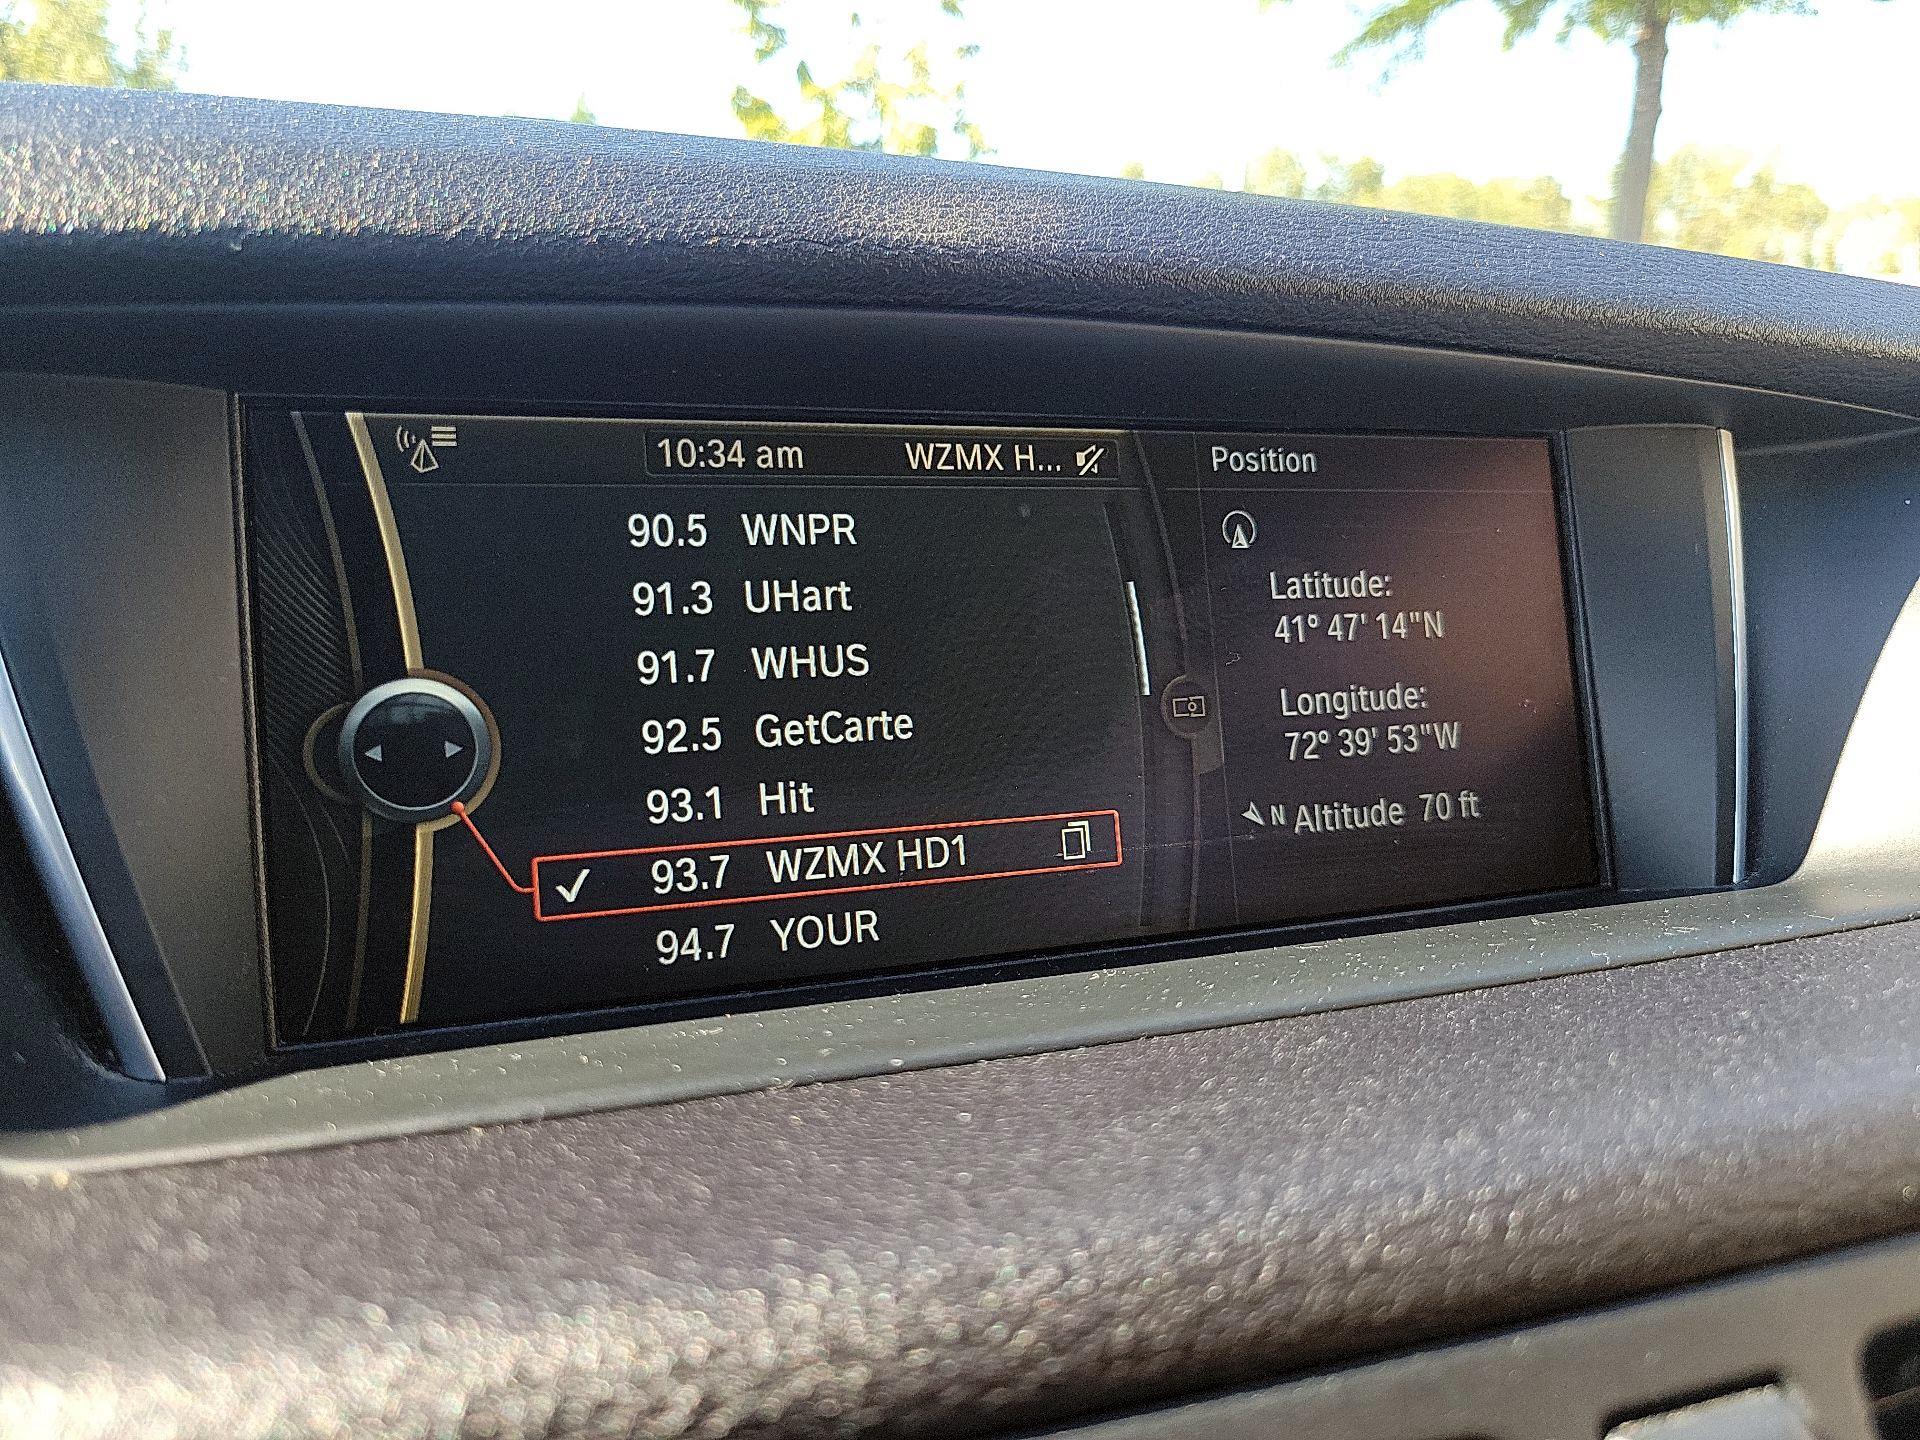 10:34 am WZMX H...
90.5 WNPR
91.3 UHart
91.7 WHUS
92.5 GetCarte
93.1 Hit
93.7 WZMX HD1
94.7 YOUR
Position
Latitude:
41° 47' 14"N
Longitude:
72° 39' 53"W
N Altitude 70 ft